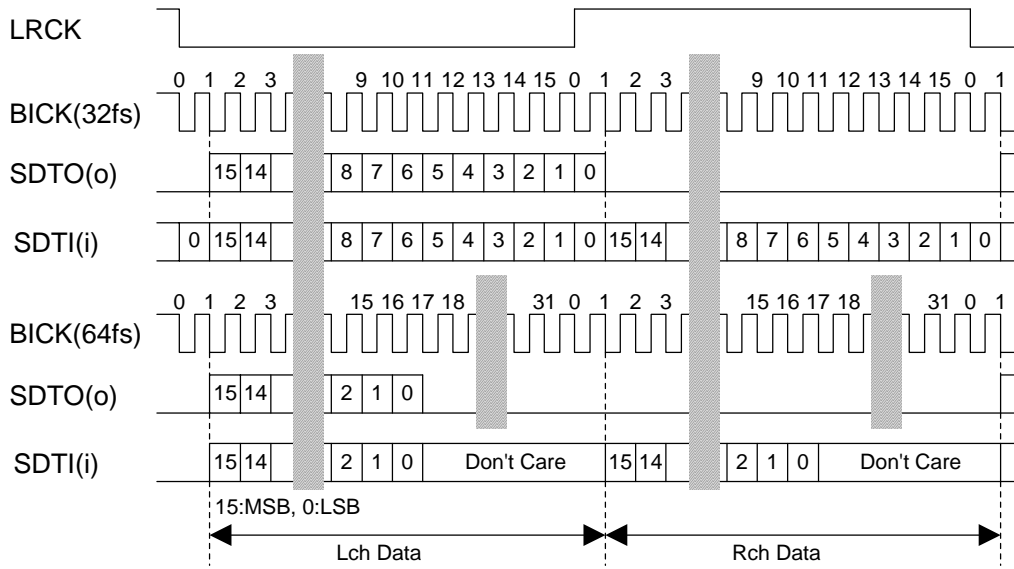 LRCK
0 1 2 3 9 10 11 12 13 14 15 0 1 2 3 9 10 11 12 13 14 15 0 1
BICK(32fs)
SDTO(o) 15 14 8 7 6 5 4 3 2 1 0
SDTI(i) 0 15 14 8 7 6 5 4 3 2 1 0 15 14 8 7 6 5 4 3 2 1 0
0 1 2 3 15 16 17 18 31 0 1 2 3 15 16 17 18 31 0 1
BICK(64fs)
SDTO(o) 15 14 2 1 0
SDTI(i) 15 14 2 1 0 Don't Care 15 14 2 1 0 Don't Care
15:MSB, 0:LSB
Lch Data Rch Data